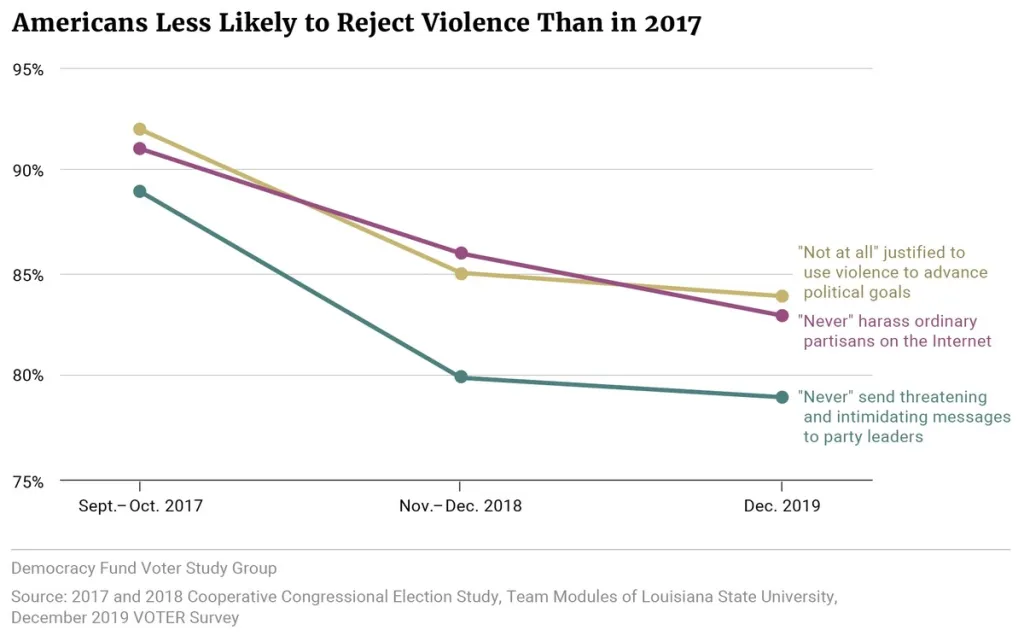 Americans Less Likely to Reject Violence Than in 2017
95%
90%
85%
80%
75%
"Not at all" justified to
use violence to advance
political goals
"Never" harass ordinary
partisans on the Internet
"Never" send threatening
and intimidating messages
to party leaders
Sept.–Oct. 2017
Nov.–Dec. 2018
Dec. 2019
Democracy Fund Voter Study Group
Source: 2017 and 2018 Cooperative Congressional Election Study, Team Modules of Louisiana State University,
December 2019 VOTER Survey